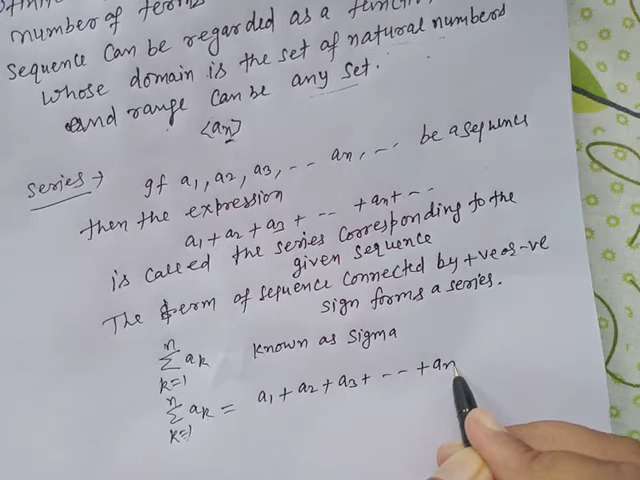 number of terms
sequence can be regarded as a
whose domain is the set of natural numbers
and range can be any set.
<an>
Series → If a1, a2, a3, -- an, -- be a sequence
then the expression
a1 + a2 + a3 + -- + an + --
is called the series corresponding to the
given sequence
The term of sequence connected by +ve or -ve
sign forms a series.
n
Σ ak known as sigma
k=1
n
Σ ak = a1 + a2 + a3 + -- + an
k=1